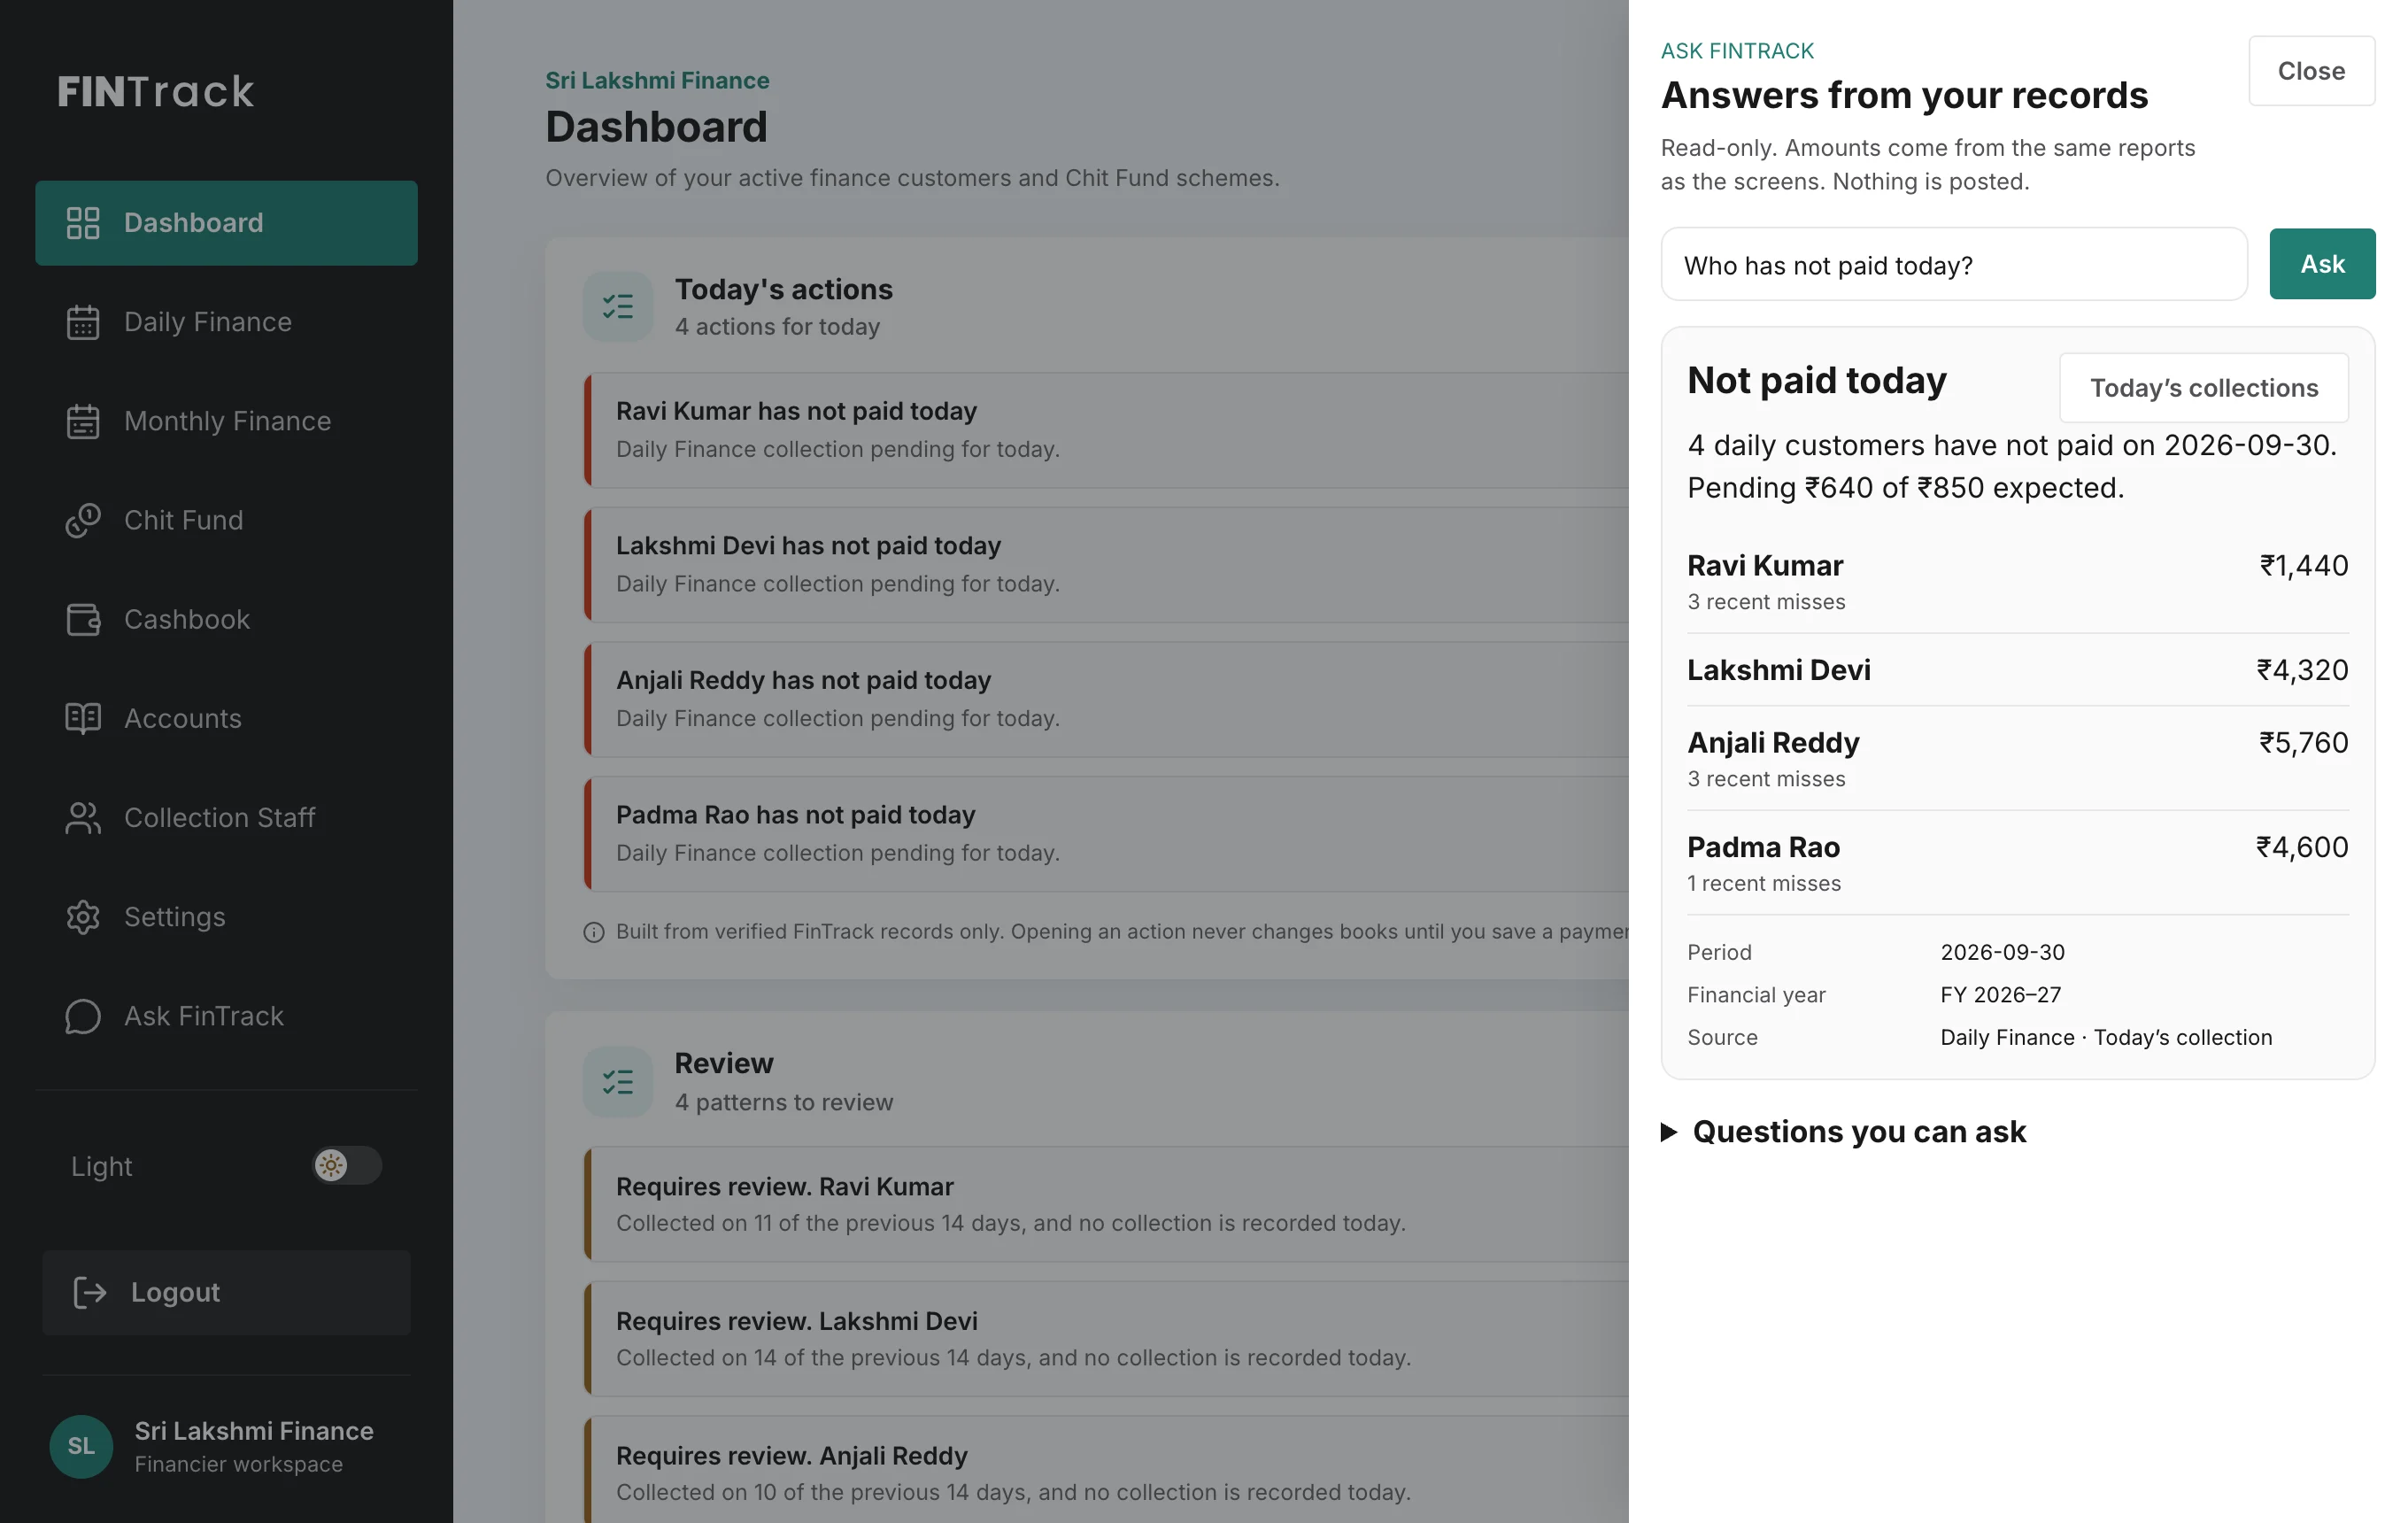 FINTrack
Dashboard
Daily Finance
Monthly Finance
Chit Fund
Cashbook
Accounts
Collection Staff
Settings
Ask FinTrack
Light
Logout
SL
Sri Lakshmi Finance
Financier workspace
Sri Lakshmi Finance
Dashboard
Overview of your active finance customers and Chit Fund schemes.
Today's actions
4 actions for today
Ravi Kumar has not paid today
Daily Finance collection pending for today.
Lakshmi Devi has not paid today
Daily Finance collection pending for today.
Anjali Reddy has not paid today
Daily Finance collection pending for today.
Padma Rao has not paid today
Daily Finance collection pending for today.
Built from verified FinTrack records only. Opening an action never changes books until you save a paymen
Review
4 patterns to review
Requires review. Ravi Kumar
Collected on 11 of the previous 14 days, and no collection is recorded today.
Requires review. Lakshmi Devi
Collected on 14 of the previous 14 days, and no collection is recorded today.
Requires review. Anjali Reddy
Collected on 10 of the previous 14 days, and no collection is recorded today.
ASK FINTRACK
Close
Answers from your records
Read-only. Amounts come from the same reports
as the screens. Nothing is posted.
Who has not paid today?
Ask
Not paid today
Today’s collections
4 daily customers have not paid on 2026-09-30.
Pending ₹640 of ₹850 expected.
Ravi Kumar ₹1,440
3 recent misses
Lakshmi Devi ₹4,320
Anjali Reddy ₹5,760
3 recent misses
Padma Rao ₹4,600
1 recent misses
Period 2026-09-30
Financial year FY 2026–27
Source Daily Finance · Today’s collection
Questions you can ask